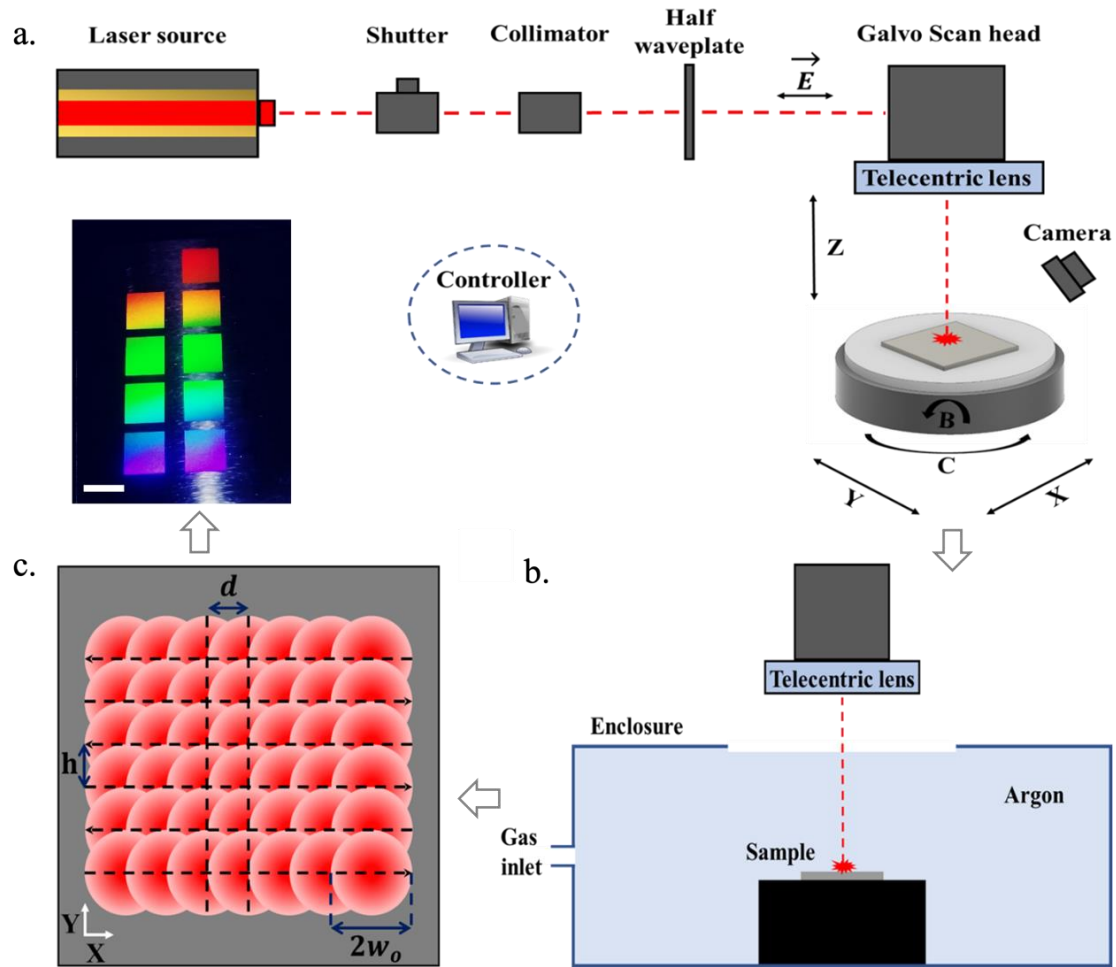 a.
Laser source
Shutter
Collimator
Half
waveplate
Galvo Scan head
E
Telecentric lens
Z
Camera
Controller
B
C
Y
X
c.
d
h
Y
X
2wₒ
b.
Telecentric lens
Enclosure
Argon
Gas
inlet
Sample